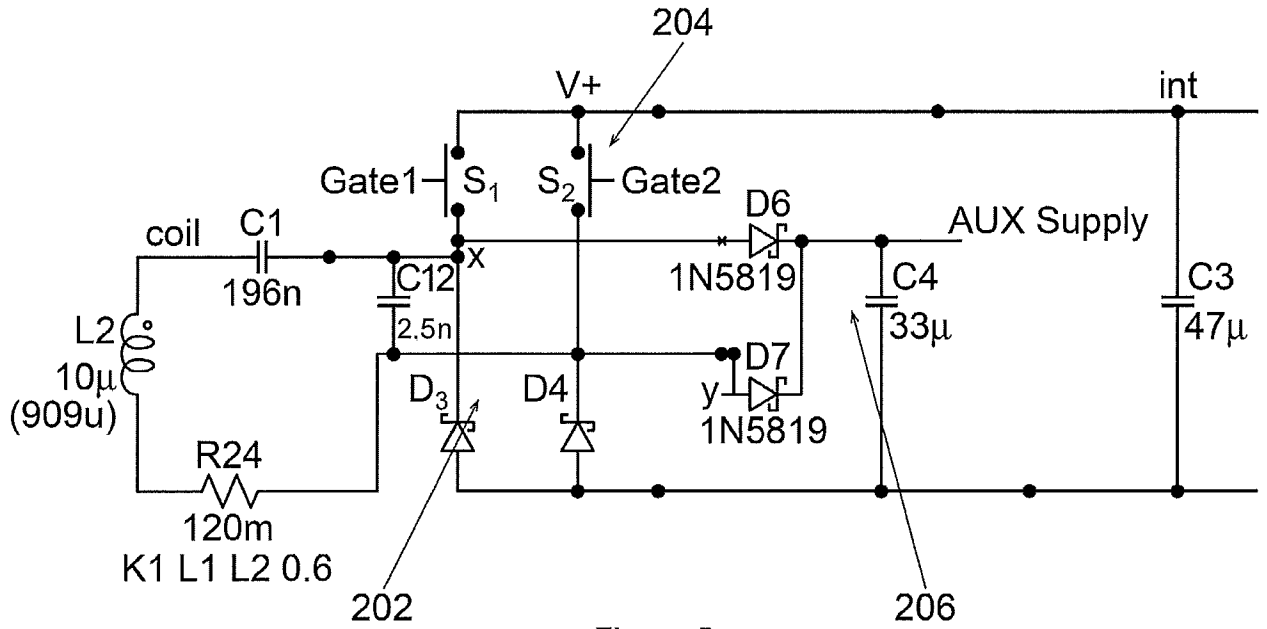 204
V+
int
Gate1
S1
S2
Gate2
D6
AUX Supply
coil
C1
x
1N5819
C12
196n
C4
C3
2.5n
33µ
47µ
L2
D7
10µ
(909u)
D3
D4
y
1N5819
R24
120m
K1 L1 L2 0.6
202
206